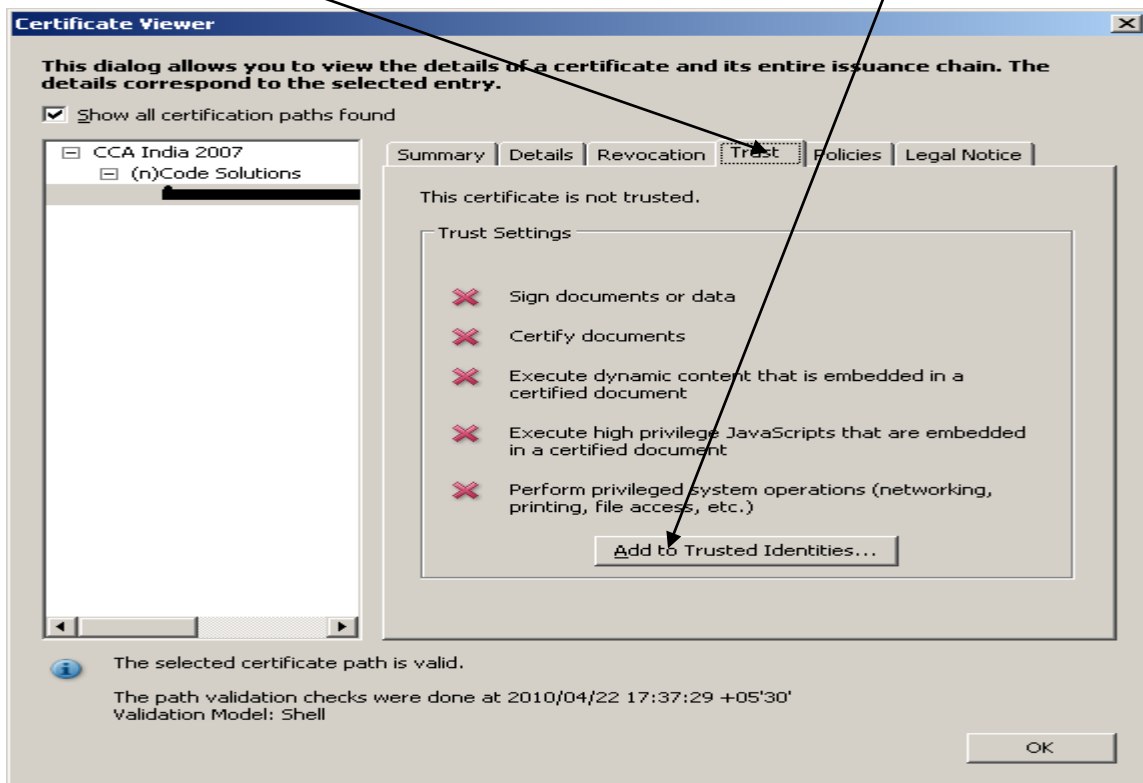 Certificate Viewer
This dialog allows you to view the details of a certificate and its entire issuance chain. The
details correspond to the selected entry.
Show all certification paths found
CCA India 2007
(n)Code Solutions
Summary Details Revocation Trust Policies Legal Notice
This certificate is not trusted.
Trust Settings
Sign documents or data
Certify documents
Execute dynamic content that is embedded in a
certified document
Execute high privilege JavaScripts that are embedded
in a certified document
Perform privileged system operations (networking,
printing, file access, etc.)
Add to Trusted Identities...
The selected certificate path is valid.
The path validation checks were done at 2010/04/22 17:37:29 +05'30'
Validation Model: Shell
OK